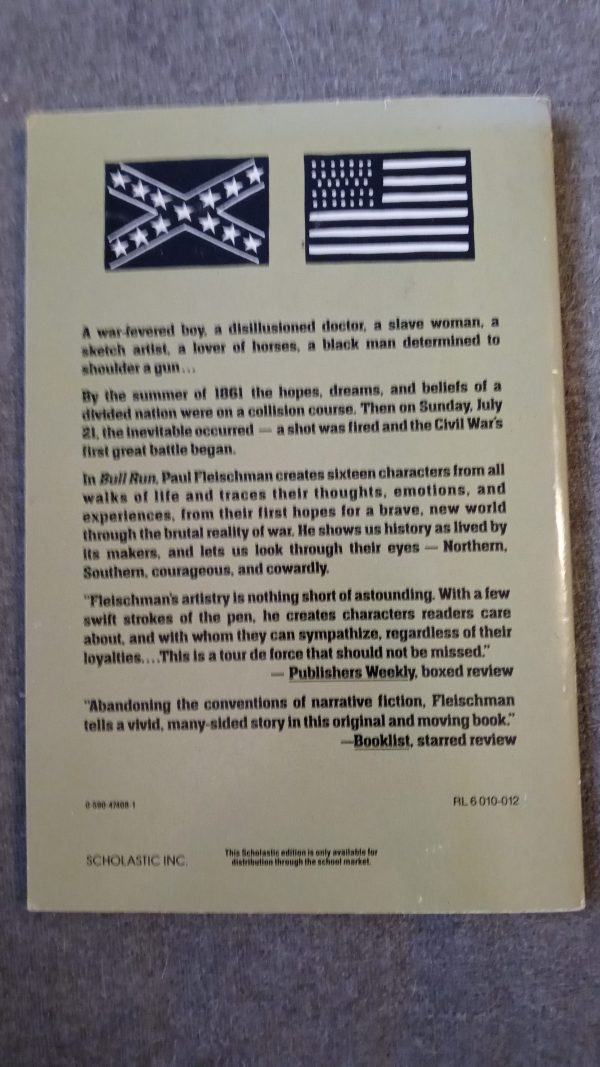 A war-fevered boy, a disillusioned doctor, a slave woman, a
sketch artist, a lover of horses, a black man determined to
shoulder a gun...
By the summer of 1861 the hopes, dreams, and beliefs of a
divided nation were on a collision course. Then on Sunday, July
21, the inevitable occurred — a shot was fired and the Civil War's
first great battle began.
In Bull Run, Paul Fleischman creates sixteen characters from all
walks of life and traces their thoughts, emotions, and
experiences, from their first hopes for a brave, new world
through the brutal reality of war. He shows us history as lived by
its makers, and lets us look through their eyes — Northern,
Southern, courageous, and cowardly.
"Fleischman's artistry is nothing short of astounding. With a few
swift strokes of the pen, he creates characters readers care
about, and with whom they can sympathize, regardless of their
loyalties....This is a tour de force that should not be missed."
— Publishers Weekly, boxed review
"Abandoning the conventions of narrative fiction, Fleischman
tells a vivid, many-sided story in this original and moving book."
—Booklist, starred review
0-590-47408-1
RL 6 010-012
SCHOLASTIC INC.
This Scholastic edition is only available for
distribution through the school market.